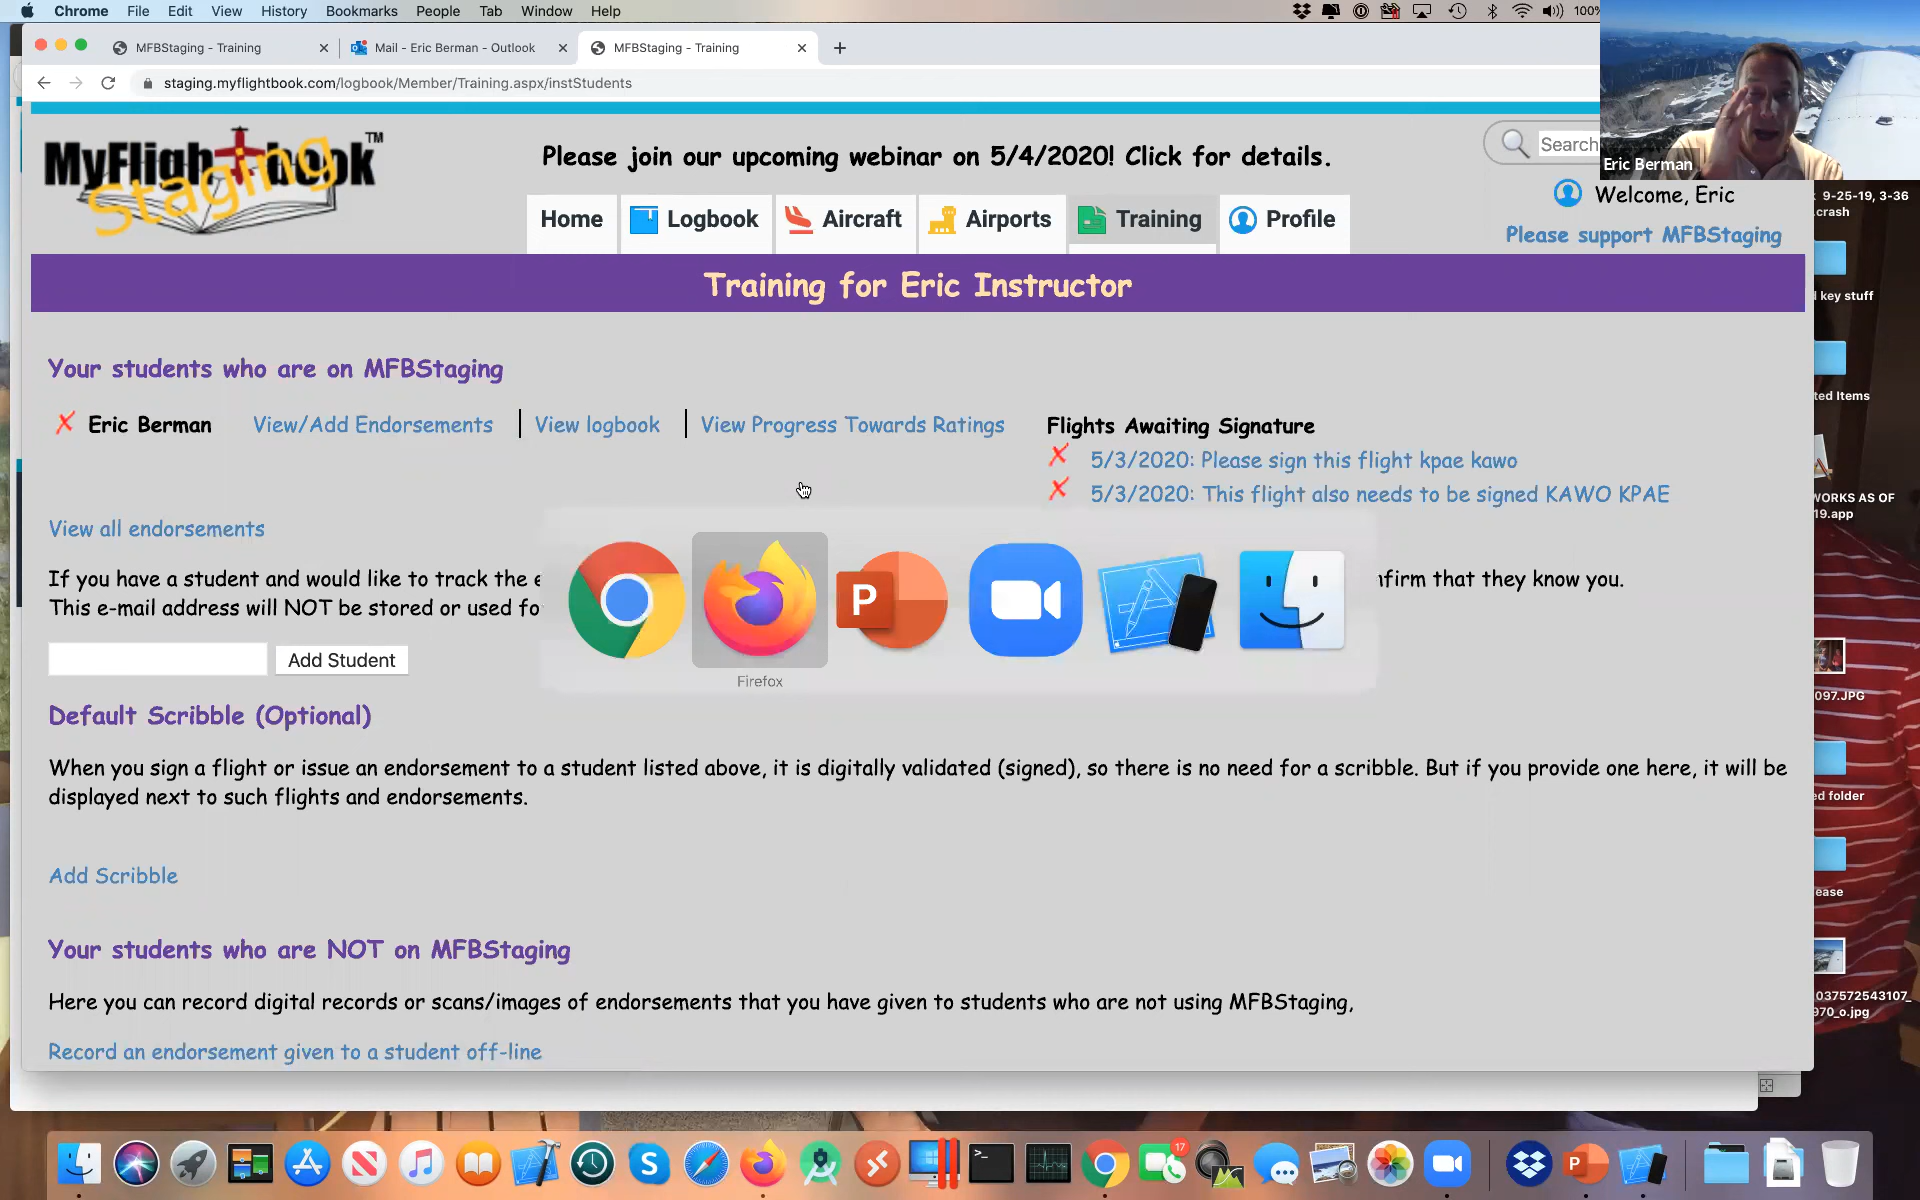 Chrome File Edit View History Bookmarks People Tab Window Help
100%
MFBStaging - Training
Mail - Eric Berman - Outlook
MFBStaging - Training
staging.myflightbook.com/logbook/Member/Training.aspx/instStudents
MyFlightbook™
Staging
Please join our upcoming webinar on 5/4/2020! Click for details.
Search
Eric Berman
Welcome, Eric
Please support MFBStaging
Home
Logbook
Aircraft
Airports
Training
Profile
Training for Eric Instructor
Your students who are on MFBStaging
Eric Berman
View/Add Endorsements
View logbook
View Progress Towards Ratings
Flights Awaiting Signature
5/3/2020: Please sign this flight kpae kawo
5/3/2020: This flight also needs to be signed KAWO KPAE
View all endorsements
If you have a student and would like to track the
nfirm that they know you.
This e-mail address will NOT be stored or used
Add Student
P
Firefox
Default Scribble (Optional)
When you sign a flight or issue an endorsement to a student listed above, it is digitally validated (signed), so there is no need for a scribble. But if you provide one here, it will be
displayed next to such flights and endorsements.
Add Scribble
Your students who are NOT on MFBStaging
Here you can record digital records or scans/images of endorsements that you have given to students who are not using MFBStaging,
Record an endorsement given to a student off-line
9-25-19, 3-36
.crash
key stuff
ted Items
WORKS AS OF
19.app
097.JPG
ed folder
ease
037572543107_
970_o.jpg
17
S
P